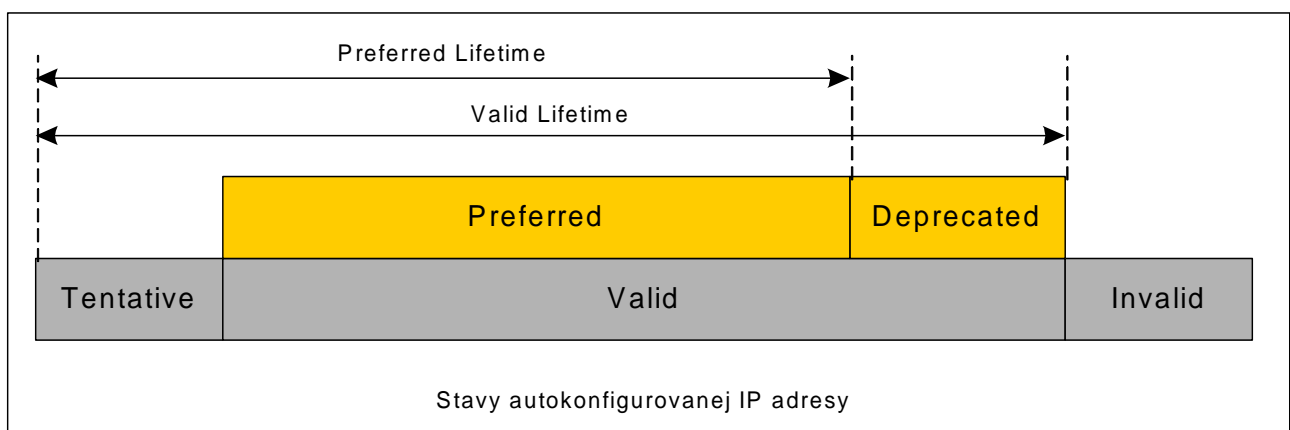 Preferred Lifetime
Valid Lifetime
Preferred Deprecated
Tentative Valid Invalid
Stavy autokonfigurovanej IP adresy